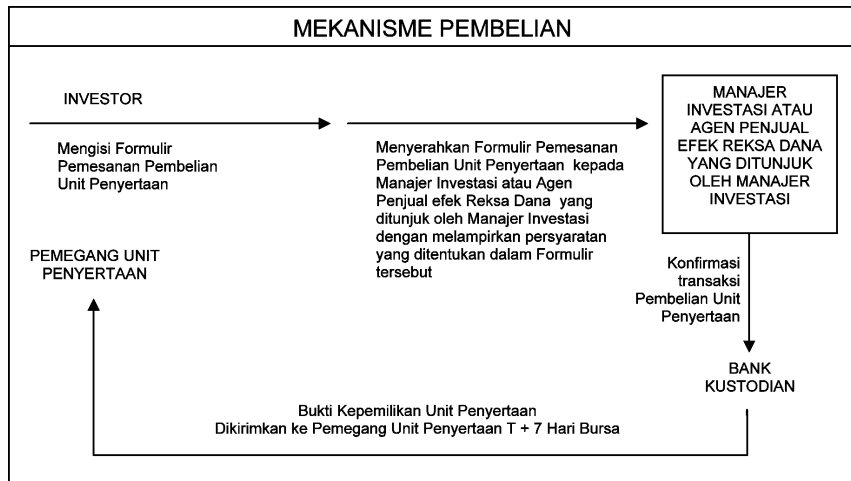 MEKANISME PEMBELIAN
INVESTOR
Mengisi Formulir
Pemesanan Pembelian
Unit Penyertaan
Menyerahkan Formulir Pemesanan
Pembelian Unit Penyertaan kepada
Manajer Investasi atau Agen
Penjual efek Reksa Dana yang
ditunjuk oleh Manajer Investasi
dengan melampirkan persyaratan
yang ditentukan dalam Formulir
tersebut
MANAJER
INVESTASI ATAU
AGEN PENJUAL
EFEK REKSA DANA
YANG DITUNJUK
OLEH MANAJER
INVESTASI
PEMEGANG UNIT
PENYERTAAN
Konfirmasi
transaksi
Pembelian Unit
Penyertaan
BANK
KUSTODIAN
Bukti Kepemilikan Unit Penyertaan
Dikirimkan ke Pemegang Unit Penyertaan T + 7 Hari Bursa